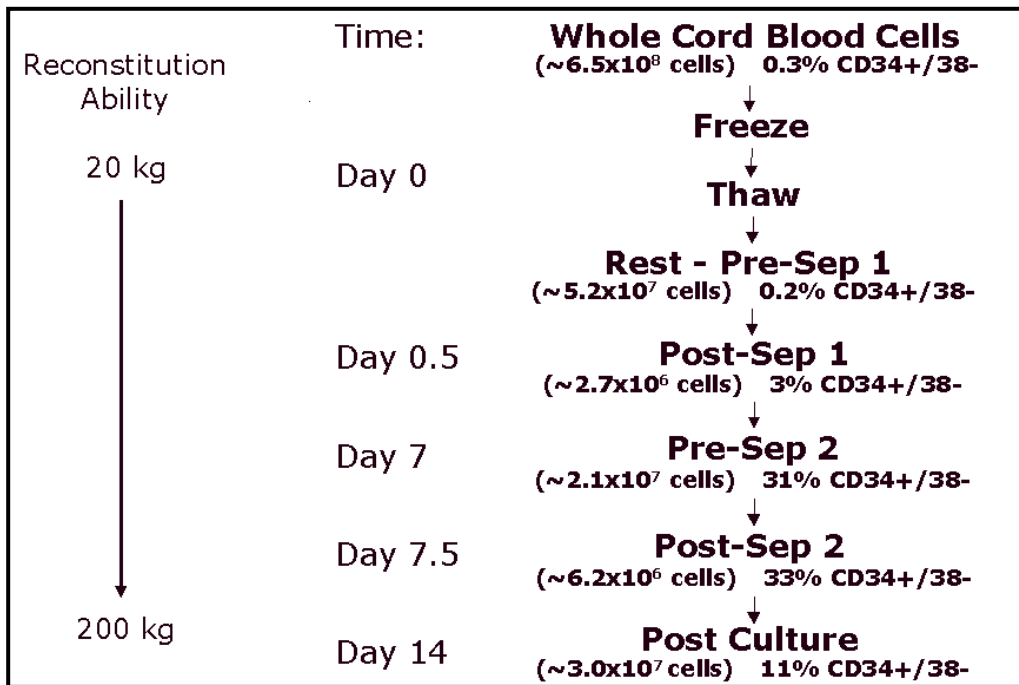 Time:
Whole Cord Blood Cells
(~6.5x10⁸ cells) 0.3% CD34+/38-
Reconstitution
Ability
Freeze
20 kg
Day 0
Thaw
Rest - Pre-Sep 1
(~5.2x10⁷ cells) 0.2% CD34+/38-
Day 0.5
Post-Sep 1
(~2.7x10⁶ cells) 3% CD34+/38-
Day 7
Pre-Sep 2
(~2.1x10⁷ cells) 31% CD34+/38-
Day 7.5
Post-Sep 2
(~6.2x10⁶ cells) 33% CD34+/38-
200 kg
Day 14
Post Culture
(~3.0x10⁷ cells) 11% CD34+/38-